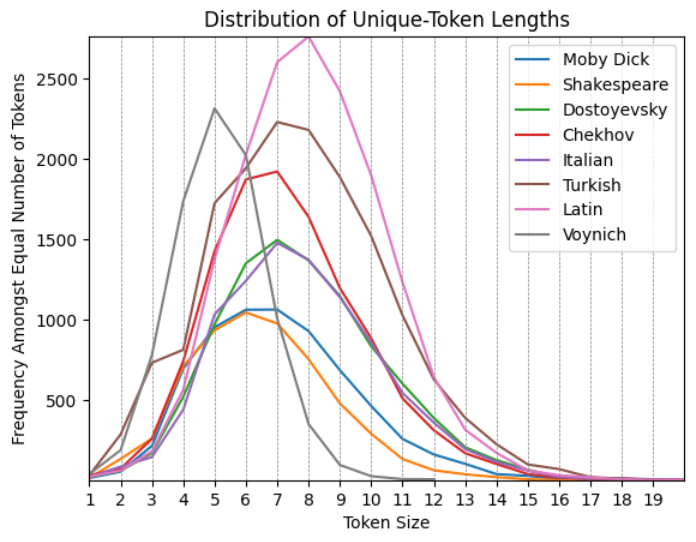 Distribution of Unique-Token Lengths
Frequency Amongst Equal Number of Tokens
2500
2000
1500
1000
500
Moby Dick
Shakespeare
Dostoyevsky
Chekhov
Italian
Turkish
Latin
Voynich
1 2 3 4 5 6 7 8 9 10 11 12 13 14 15 16 17 18 19
Token Size